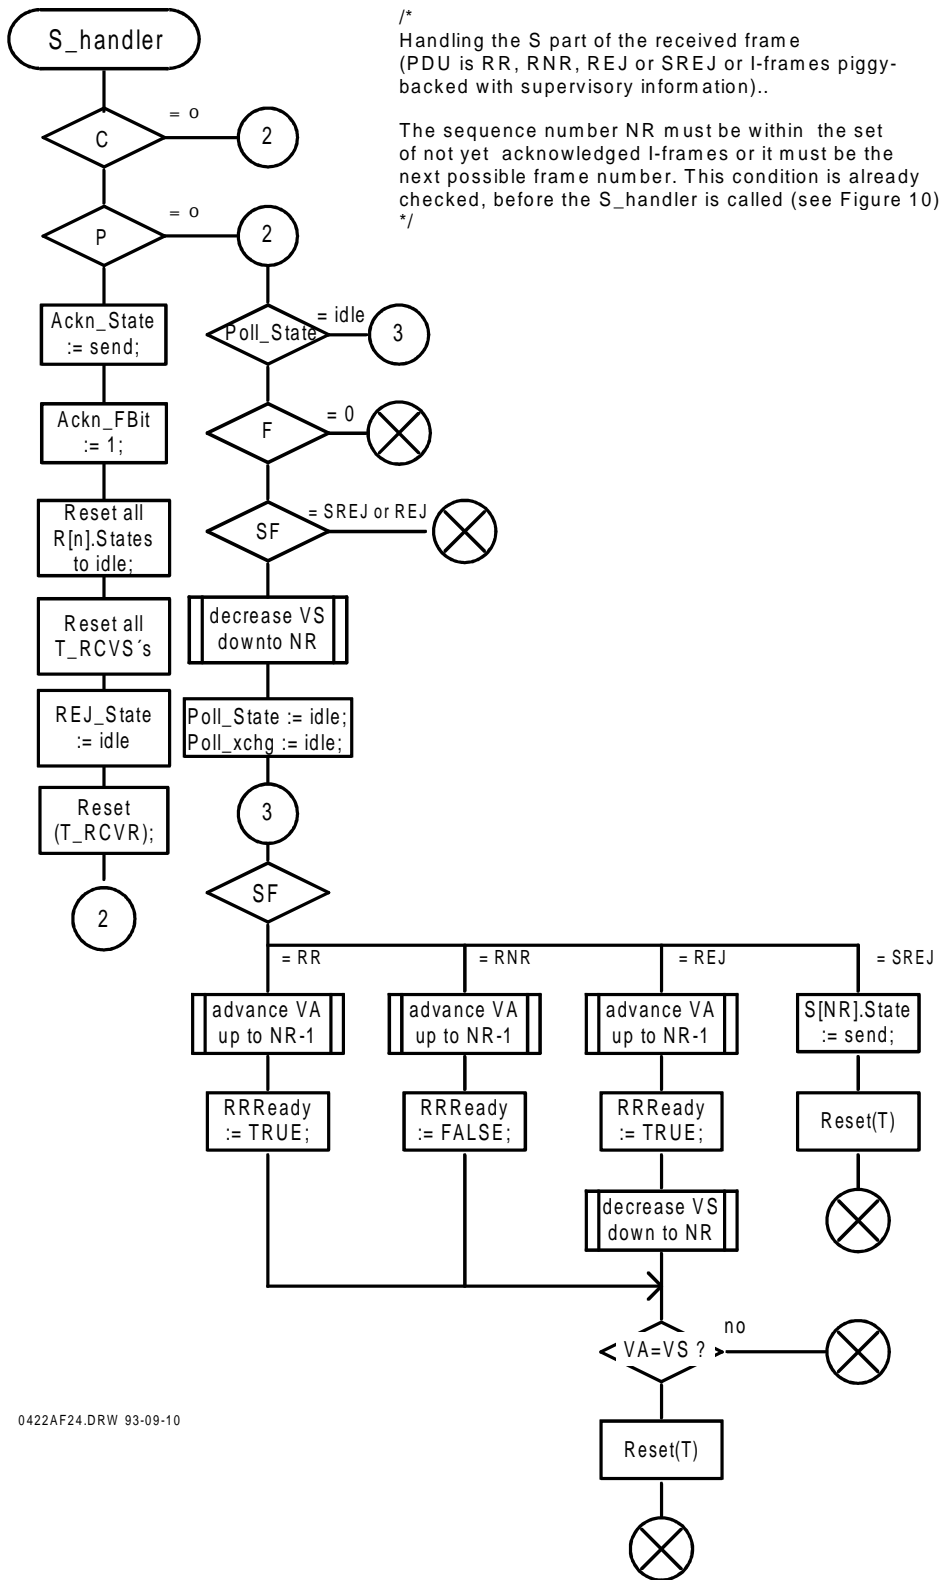 S_handler
/*
Handling the S part of the received frame
(PDU is RR, RNR, REJ or SREJ or I-frames piggy-
backed with supervisory information)..
The sequence number NR must be within the set
of not yet acknowledged I-frames or it must be the
next possible frame number. This condition is already
checked, before the S_handler is called (see Figure 10)
*/
C
= 0
2
P
= 0
2
Ackn_State
:= send;
Ackn_FBit
:= 1;
Reset all
R[n].States
to idle;
Reset all
T_RCVS´s
REJ_State
:= idle
Reset
(T_RCVR);
2
Poll_State
= idle
3
F
= 0
SF
= SREJ or REJ
decrease VS
downto NR
Poll_State := idle;
Poll_xchg := idle;
3
SF
= RR
= RNR
= REJ
= SREJ
advance VA
up to NR-1
RRReady
:= TRUE;
advance VA
up to NR-1
RRReady
:= FALSE;
advance VA
up to NR-1
RRReady
:= TRUE;
decrease VS
down to NR
S[NR].State
:= send;
Reset(T)
VA=VS ?
no
Reset(T)
0422AF24.DRW 93-09-10